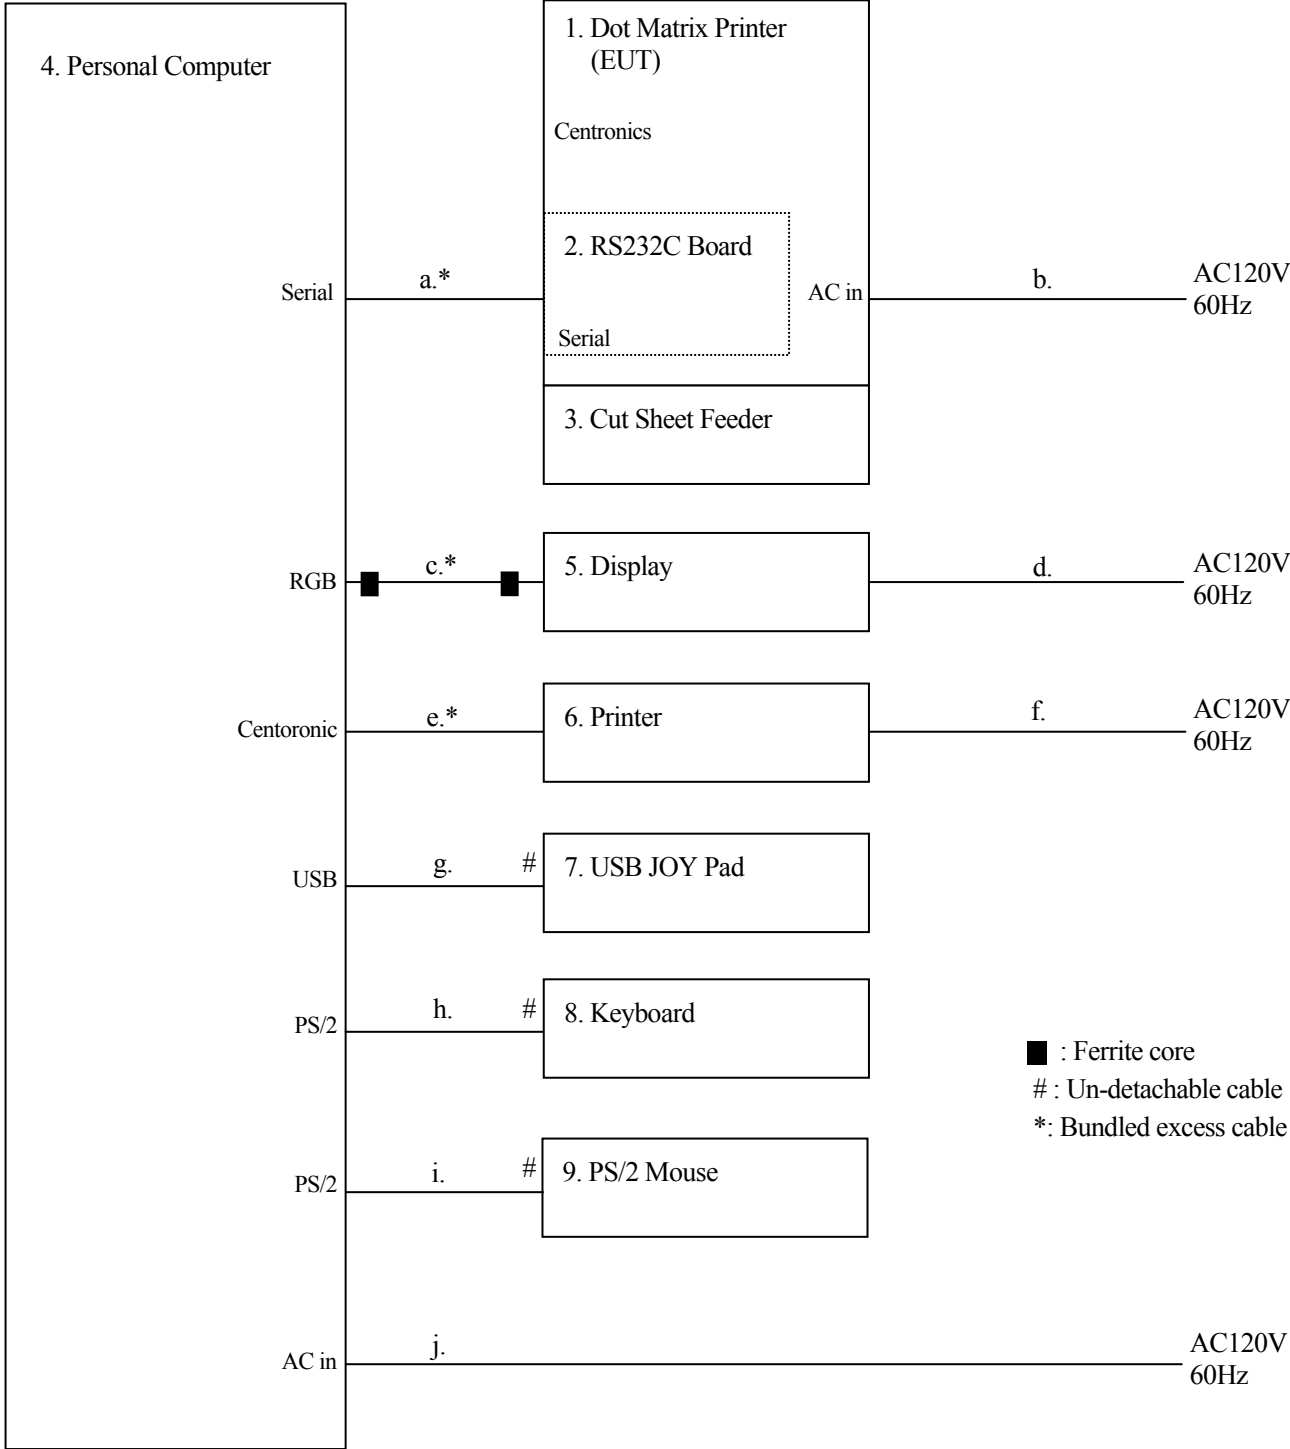 4. Personal Computer
1. Dot Matrix Printer
(EUT)
Centronics
2. RS232C Board
Serial
a.*
AC in
b.
AC120V
60Hz
Serial
3. Cut Sheet Feeder
RGB
c.*
5. Display
d.
AC120V
60Hz
Centoronic
e.*
6. Printer
f.
AC120V
60Hz
USB
g.
#
7. USB JOY Pad
PS/2
h.
#
8. Keyboard
: Ferrite core
# : Un-detachable cable
*: Bundled excess cable
PS/2
i.
#
9. PS/2 Mouse
AC in
j.
AC120V
60Hz